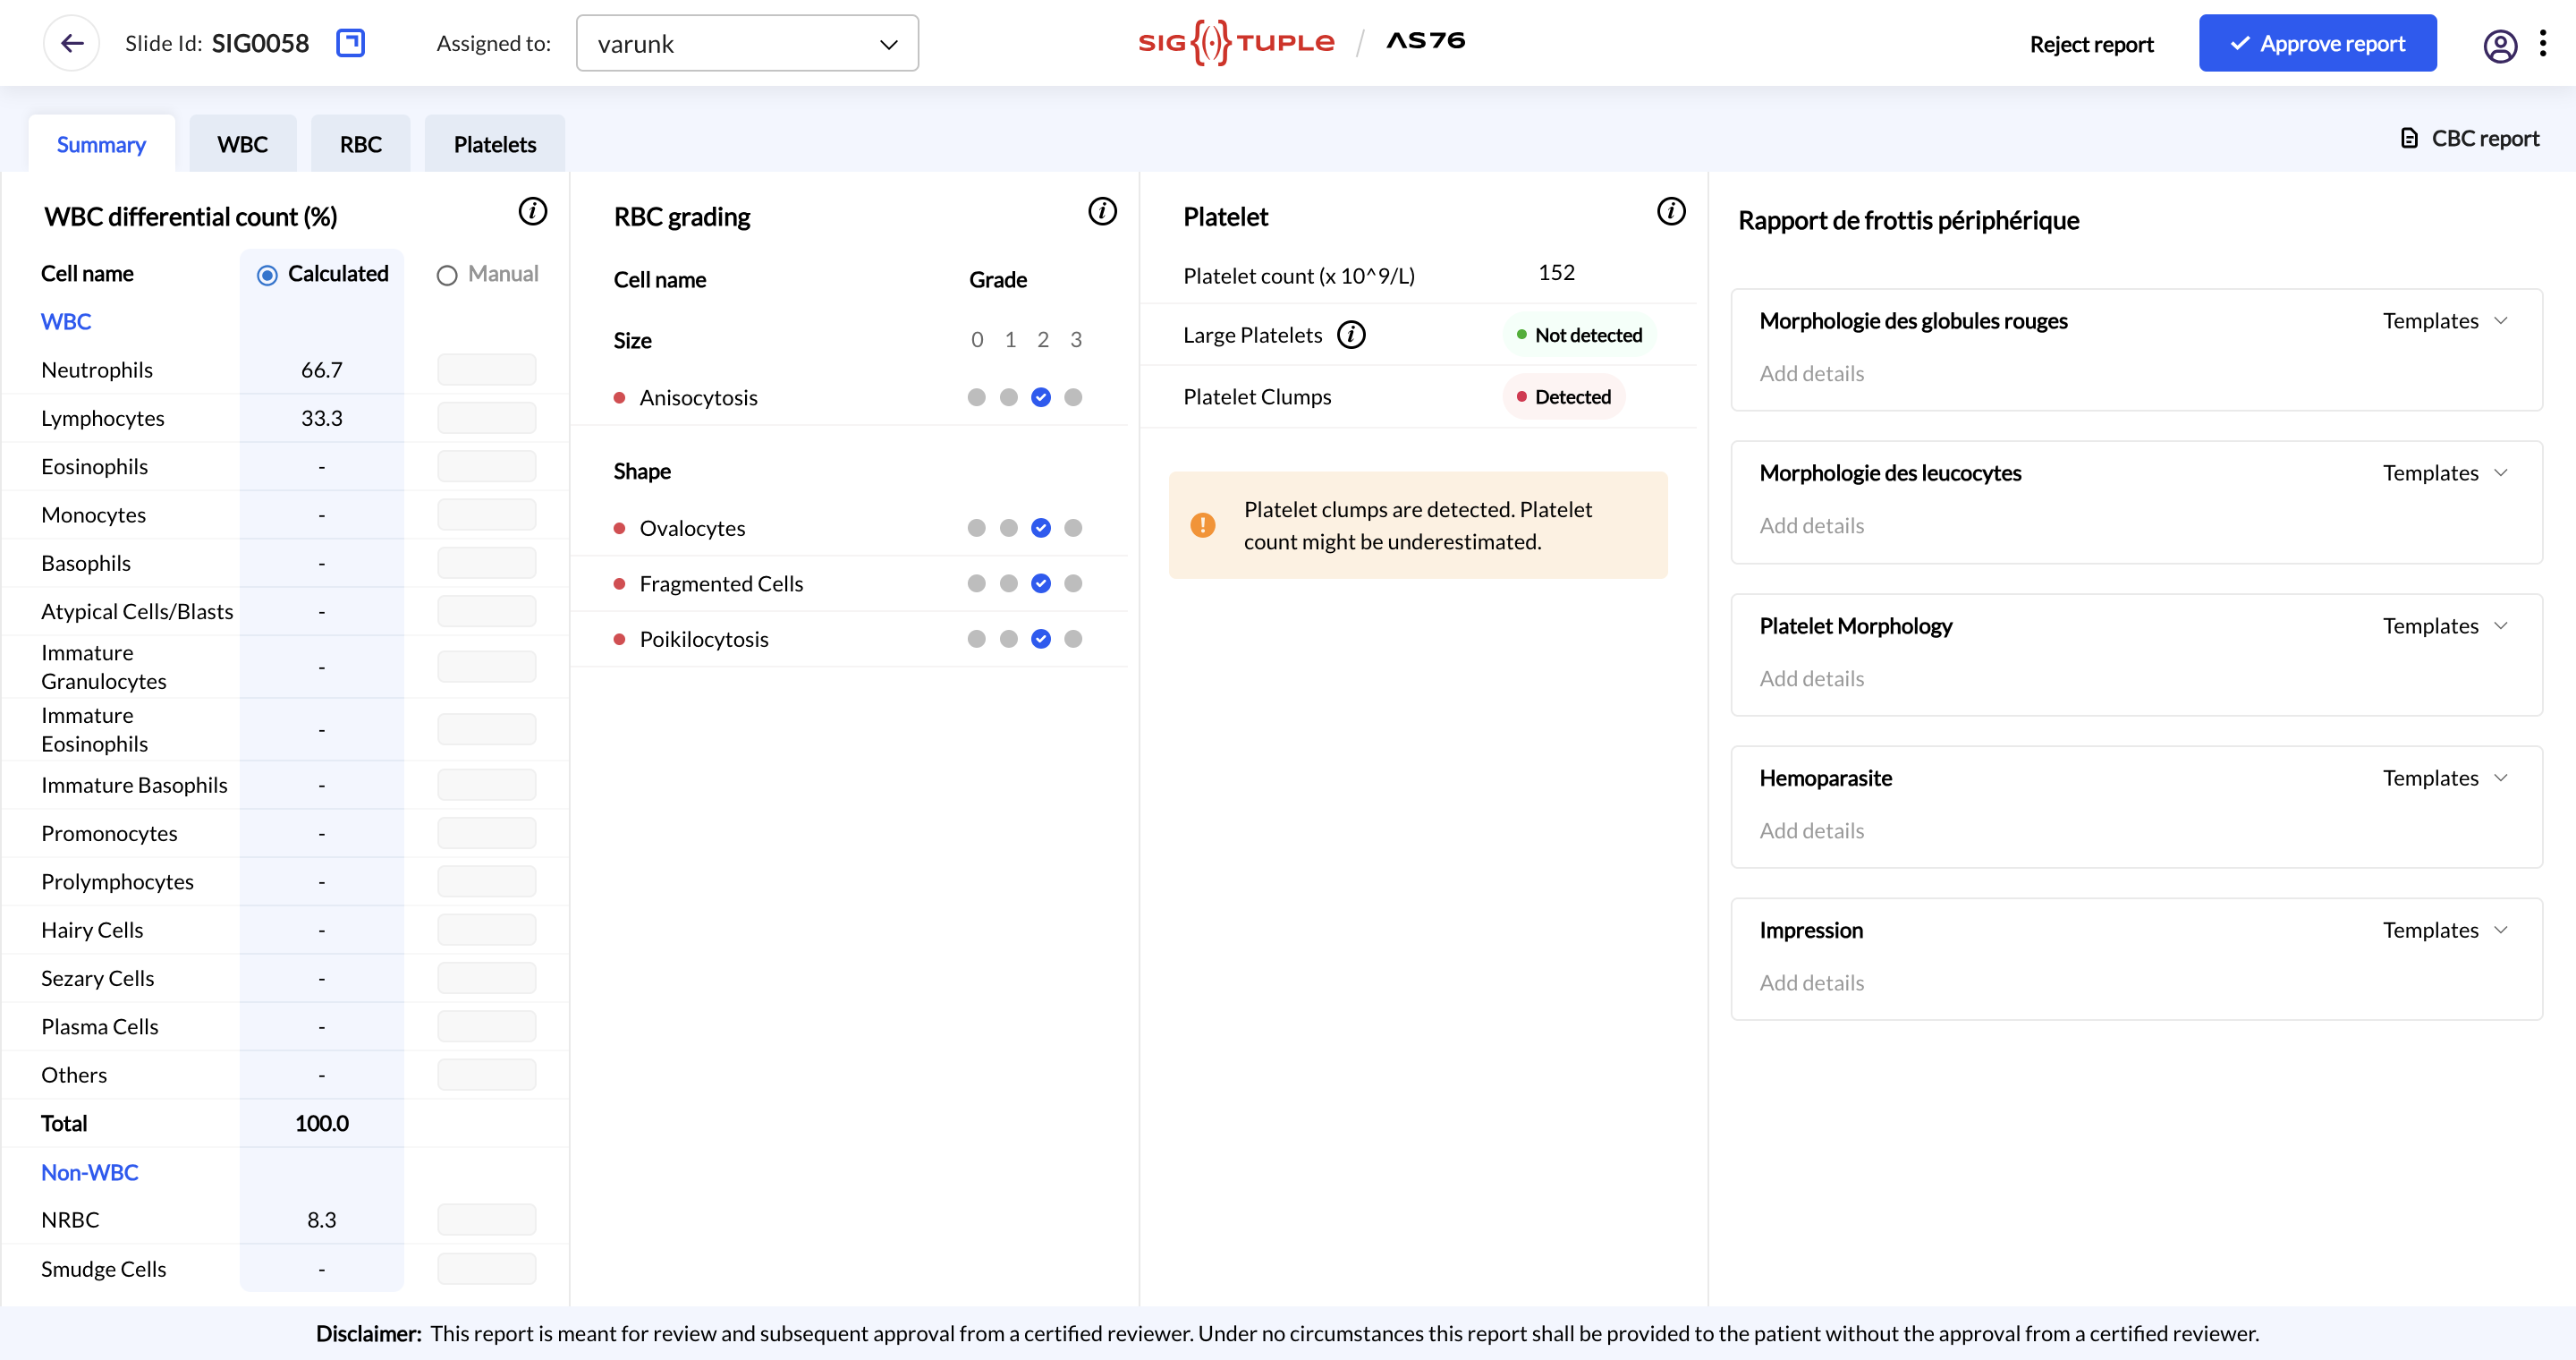 Slide Id: SIG0058
Assigned to: varunk
SIG{(·)}TUPLE / AS76
Reject report
Approve report
Summary
WBC
RBC
Platelets
CBC report
WBC differential count (%)
Cell name Calculated Manual
WBC
Neutrophils 66.7
Lymphocytes 33.3
Eosinophils -
Monocytes -
Basophils -
Atypical Cells/Blasts -
Immature
Granulocytes -
Immature
Eosinophils -
Immature Basophils -
Promonocytes -
Prolymphocytes -
Hairy Cells -
Sezary Cells -
Plasma Cells -
Others -
Total 100.0
Non-WBC
NRBC 8.3
Smudge Cells -
RBC grading
Cell name Grade
Size 0 1 2 3
Anisocytosis
Shape
Ovalocytes
Fragmented Cells
Poikilocytosis
Platelet
Platelet count (x 10^9/L) 152
Large Platelets Not detected
Platelet Clumps Detected
Platelet clumps are detected. Platelet
count might be underestimated.
Rapport de frottis périphérique
Morphologie des globules rouges Templates
Add details
Morphologie des leucocytes Templates
Add details
Platelet Morphology Templates
Add details
Hemoparasite Templates
Add details
Impression Templates
Add details
Disclaimer: This report is meant for review and subsequent approval from a certified reviewer. Under no circumstances this report shall be provided to the patient without the approval from a certified reviewer.